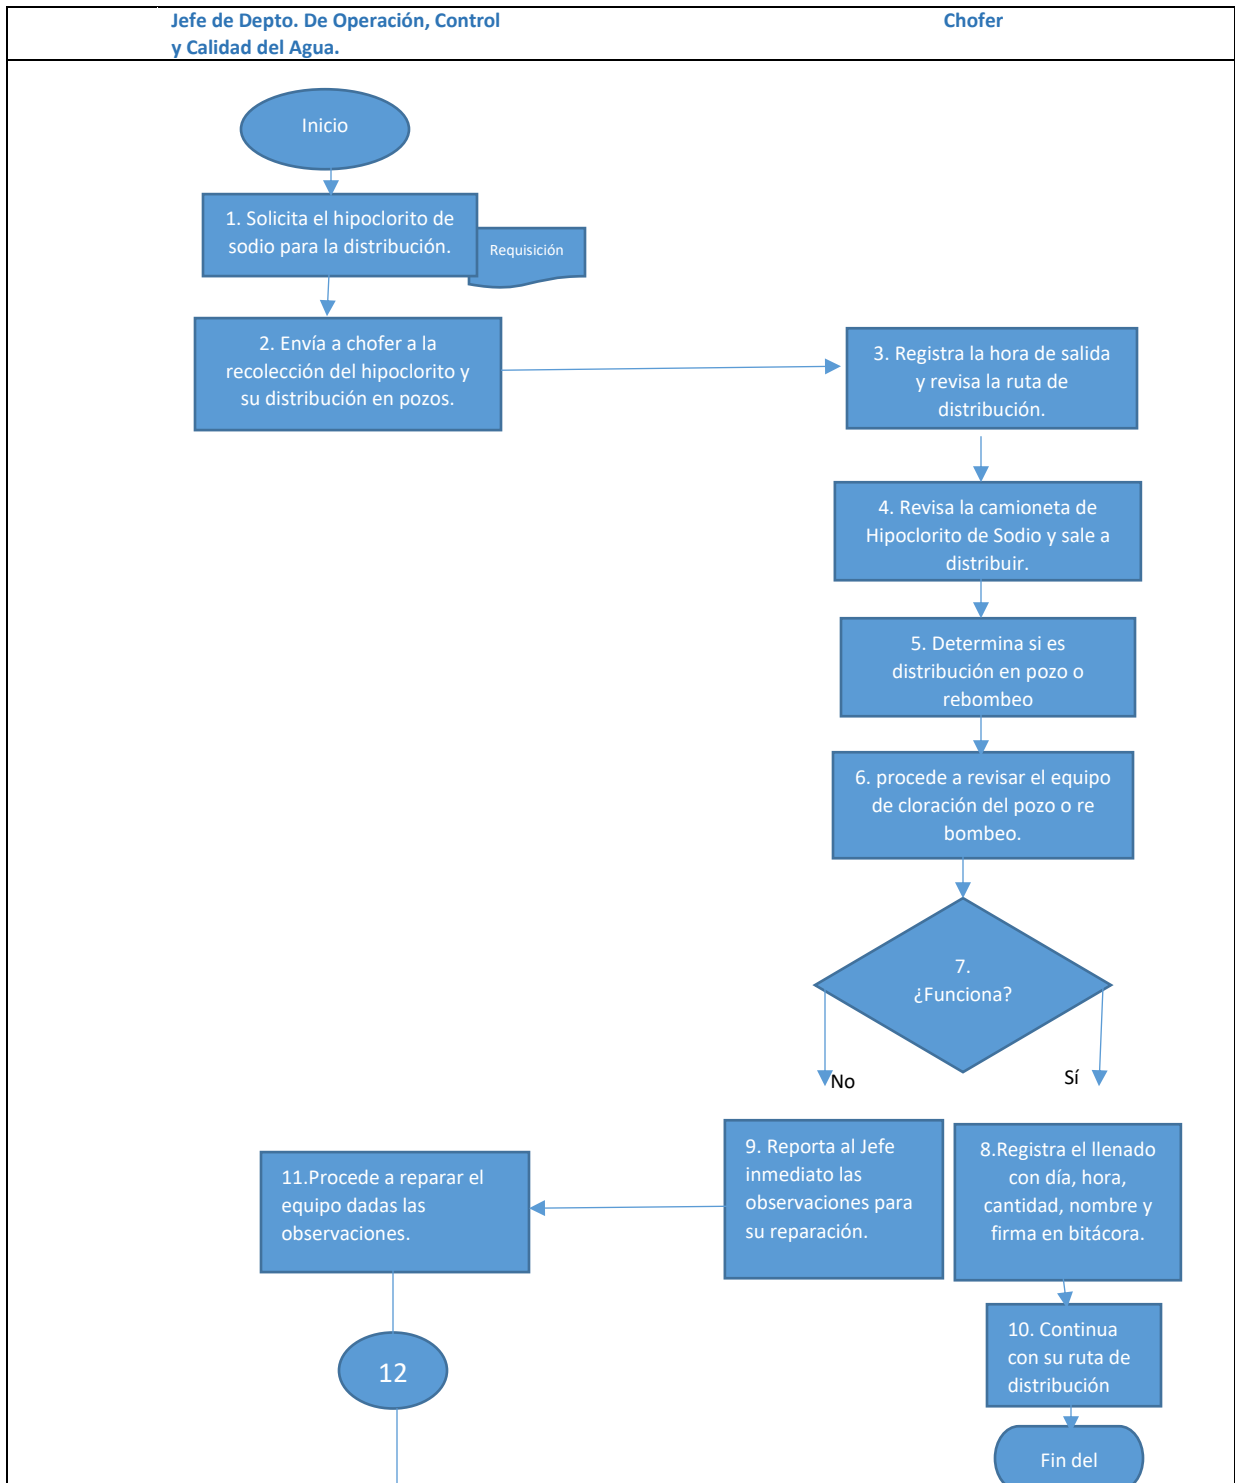 Jefe de Depto. De Operación, Control
y Calidad del Agua.
Chofer
Inicio
1. Solicita el hipoclorito de
sodio para la distribución.
Requisición
2. Envía a chofer a la
recolección del hipoclorito y
su distribución en pozos.
3. Registra la hora de salida
y revisa la ruta de
distribución.
4. Revisa la camioneta de
Hipoclorito de Sodio y sale a
distribuir.
5. Determina si es
distribución en pozo o
rebombeo
6. procede a revisar el equipo
de cloración del pozo o re
bombeo.
7.
¿Funciona?
No
Sí
9. Reporta al Jefe
inmediato las
observaciones para
su reparación.
8.Registra el llenado
con día, hora,
cantidad, nombre y
firma en bitácora.
11.Procede a reparar el
equipo dadas las
observaciones.
10. Continua
con su ruta de
distribución
12
Fin del